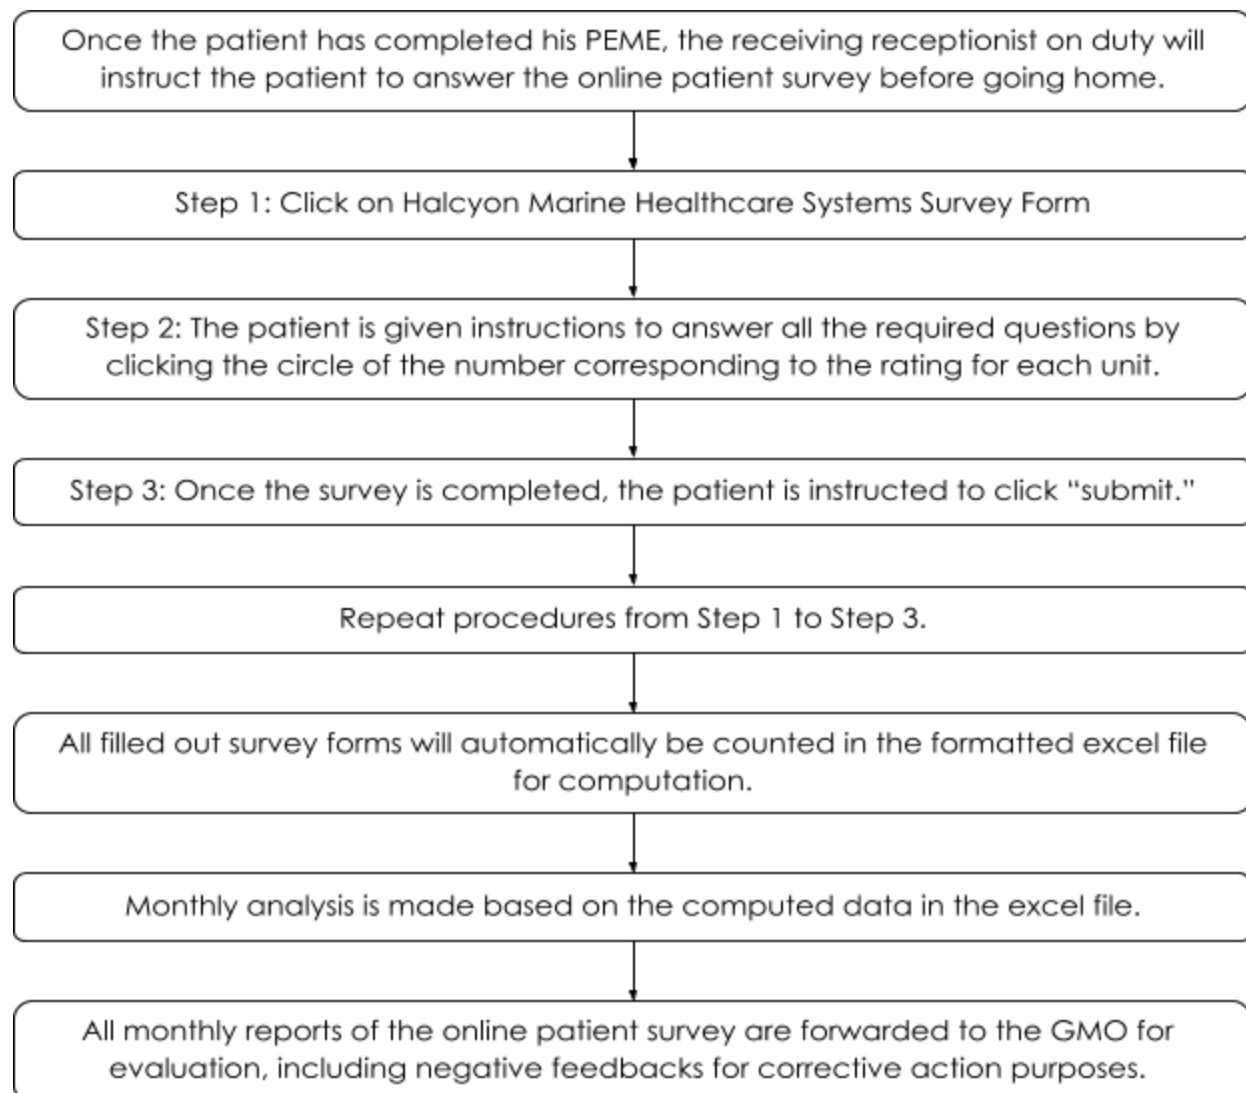 Once the patient has completed his PEME, the receiving receptionist on duty will
instruct the patient to answer the online patient survey before going home.
Step 1: Click on Halcyon Marine Healthcare Systems Survey Form
Step 2: The patient is given instructions to answer all the required questions by
clicking the circle of the number corresponding to the rating for each unit.
Step 3: Once the survey is completed, the patient is instructed to click “submit.”
Repeat procedures from Step 1 to Step 3.
All filled out survey forms will automatically be counted in the formatted excel file
for computation.
Monthly analysis is made based on the computed data in the excel file.
All monthly reports of the online patient survey are forwarded to the GMO for
evaluation, including negative feedbacks for corrective action purposes.